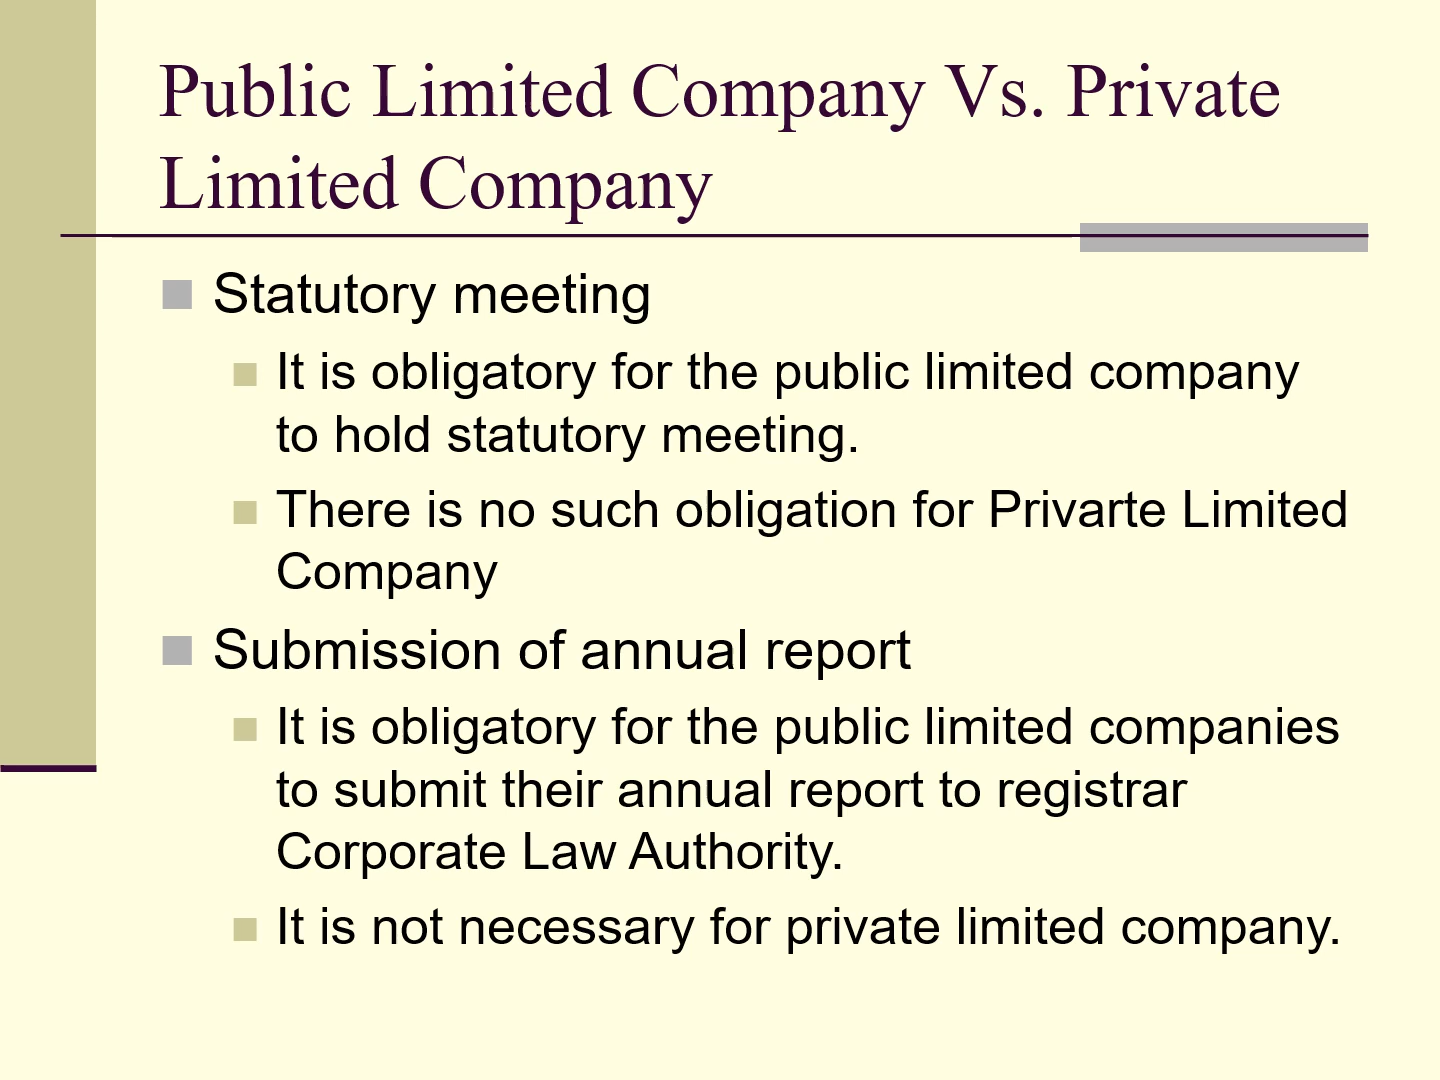 Public Limited Company Vs. Private
Limited Company
Statutory meeting
It is obligatory for the public limited company
to hold statutory meeting.
There is no such obligation for Privarte Limited
Company
Submission of annual report
It is obligatory for the public limited companies
to submit their annual report to registrar
Corporate Law Authority.
It is not necessary for private limited company.